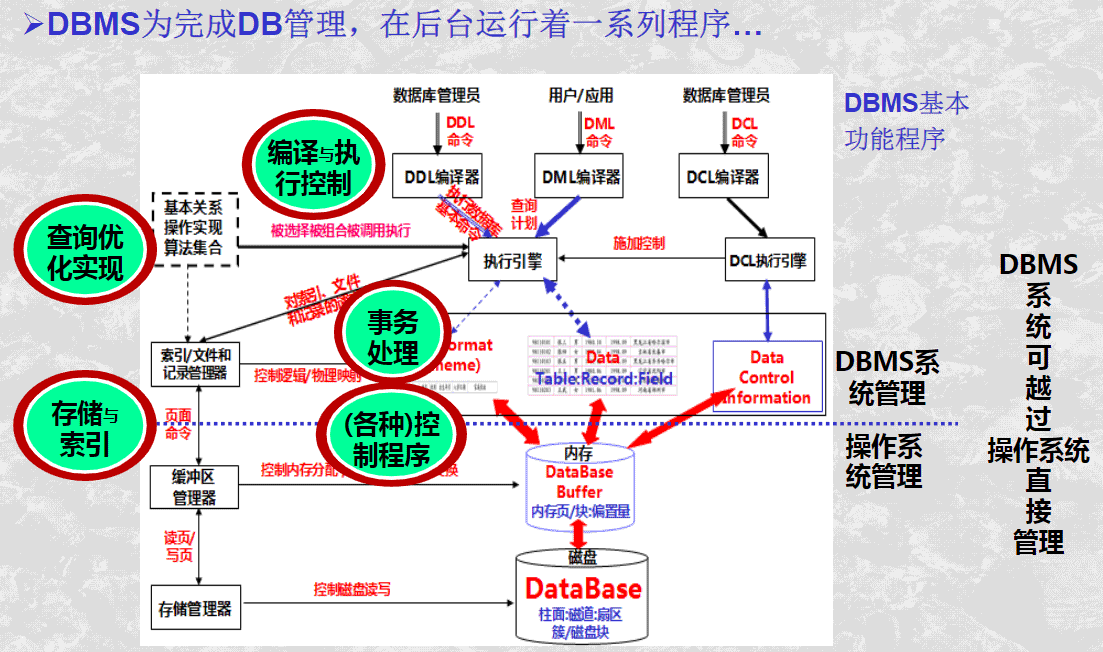 ➢DBMS为完成DB管理，在后台运行着一系列程序…
数据库管理员
用户/应用
数据库管理员
DBMS基本
功能程序
DDL
命令
DML
命令
DCL
命令
编译与执
行控制
DDL编译器
DML编译器
DCL编译器
执行数据库
基本命令
查询
计划
基本关系
操作实现
算法集合
查询优
化实现
被选择被组合被调用执行
施加控制
执行引擎
DCL执行引擎
DBMS
系
统
可
越
过
操作系统
直
接
管理
对索引、文件
和记录的
事务
处理
ormat
eme)
Data
Table:Record:Field
Data
Control
Information
索引/文件和
记录管理器
控制逻辑/物理映射
DBMS系
统管理
存储与
索引
页面
命令
(各种)控
制程序
操作系
统管理
缓冲区
管理器
控制内存分配
换
内存
DataBase
Buffer
内存页/块:偏置量
读页/
写页
磁盘
DataBase
柱面:磁道:扇区
簇/磁盘块
存储管理器
控制磁盘读写